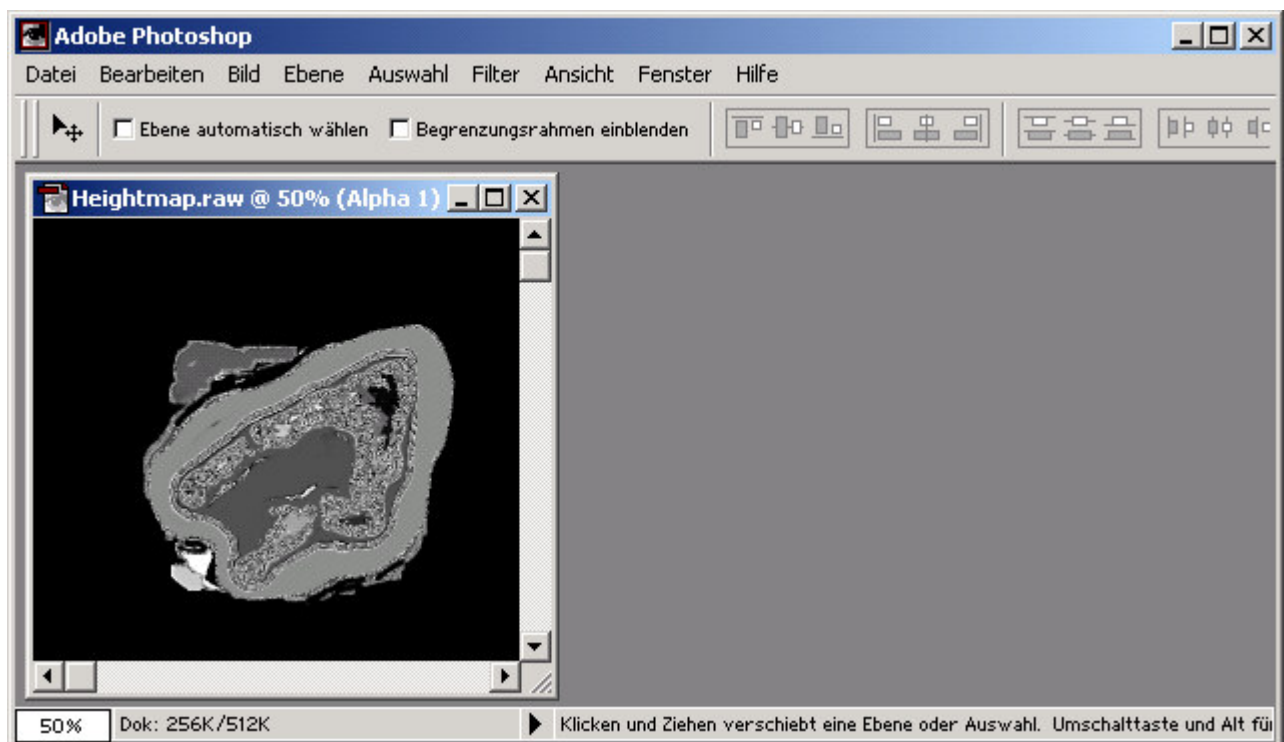 Adobe Photoshop
Datei Bearbeiten Bild Ebene Auswahl Filter Ansicht Fenster Hilfe
Ebene automatisch wählen Begrenzungsrahmen einblenden
Heightmap.raw @ 50% (Alpha 1)
50% Dok: 256K/512K Klicken und Ziehen verschiebt eine Ebene oder Auswahl. Umschalttaste und Alt für